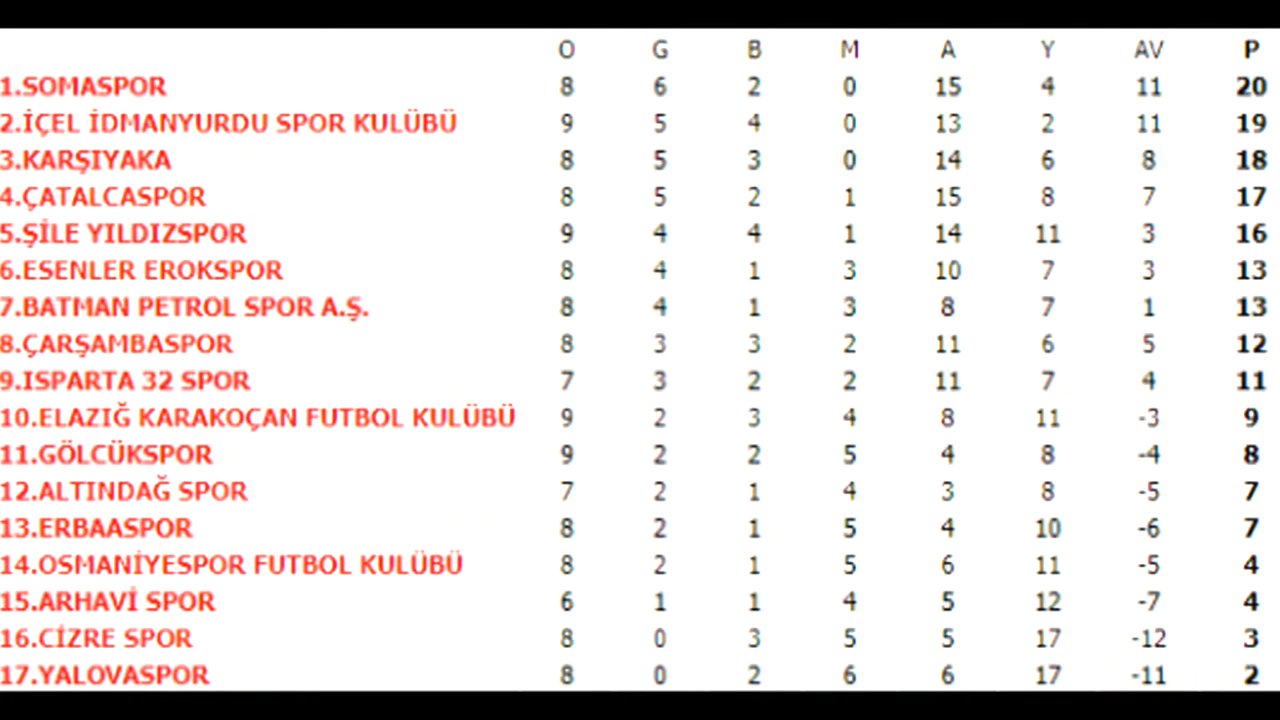 O G B M A Y AV P
1.SOMASPOR 8 6 2 0 15 4 11 20
2.İÇEL İDMANYURDU SPOR KULÜBÜ 9 5 4 0 13 2 11 19
3.KARŞIYAKA 8 5 3 0 14 6 8 18
4.ÇATALCASPOR 8 5 2 1 15 8 7 17
5.ŞİLE YILDIZSPOR 9 4 4 1 14 11 3 16
6.ESENLER EROKSPOR 8 4 1 3 10 7 3 13
7.BATMAN PETROL SPOR A.Ş. 8 4 1 3 8 7 1 13
8.ÇARŞAMBASPOR 8 3 3 2 11 6 5 12
9.ISPARTA 32 SPOR 7 3 2 2 11 7 4 11
10.ELAZIĞ KARAKOÇAN FUTBOL KULÜBÜ 9 2 3 4 8 11 -3 9
11.GÖLCÜKSPOR 9 2 2 5 4 8 -4 8
12.ALTINDAĞ SPOR 7 2 1 4 3 8 -5 7
13.ERBAASPOR 8 2 1 5 4 10 -6 7
14.OSMANİYESPOR FUTBOL KULÜBÜ 8 2 1 5 6 11 -5 4
15.ARHAVİ SPOR 6 1 1 4 5 12 -7 4
16.CİZRE SPOR 8 0 3 5 5 17 -12 3
17.YALOVASPOR 8 0 2 6 6 17 -11 2